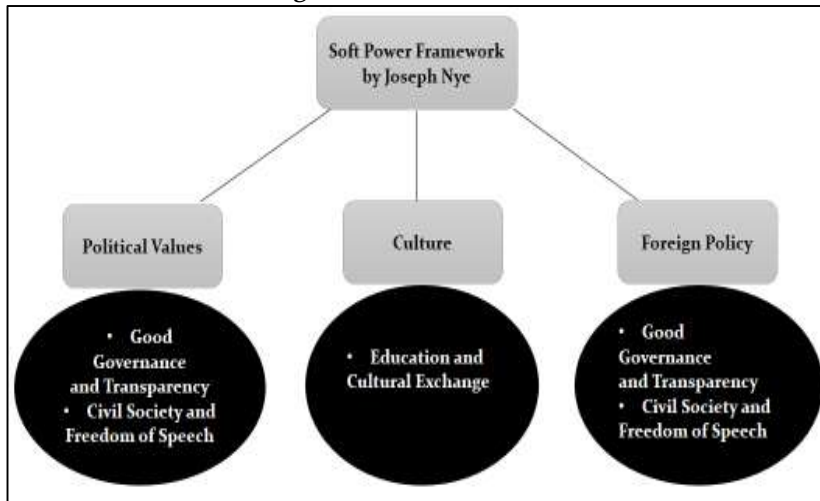 Soft Power Framework
by Joseph Nye
Political Values
Culture
Foreign Policy
• Good
Governance
and Transparency
• Civil Society and
Freedom of Speech
• Education and
Cultural Exchange
• Good
Governance
and Transparency
• Civil Society and
Freedom of Speech